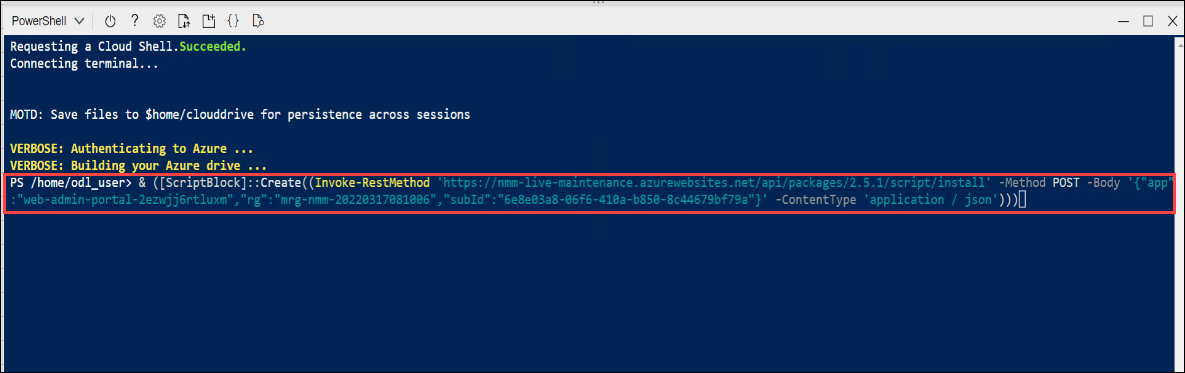 PowerShell
Requesting a Cloud Shell.Succeeded.
Connecting terminal...
MOTD: Save files to $home/clouddrive for persistence across sessions
VERBOSE: Authenticating to Azure ...
VERBOSE: Building your Azure drive ...
PS /home/odl_user> & ([ScriptBlock]::Create((Invoke-RestMethod 'https://nmm-live-maintenance.azurewebsites.net/api/packages/2.5.1/script/install' -Method POST -Body '{"app"
:"web-admin-portal-2ezwjj6rtluxm","rg":"mrg-nmm-20220317081006","subId":"6e8e03a8-06f6-410a-b850-8c44679bf79a"}' -ContentType 'application / json')))